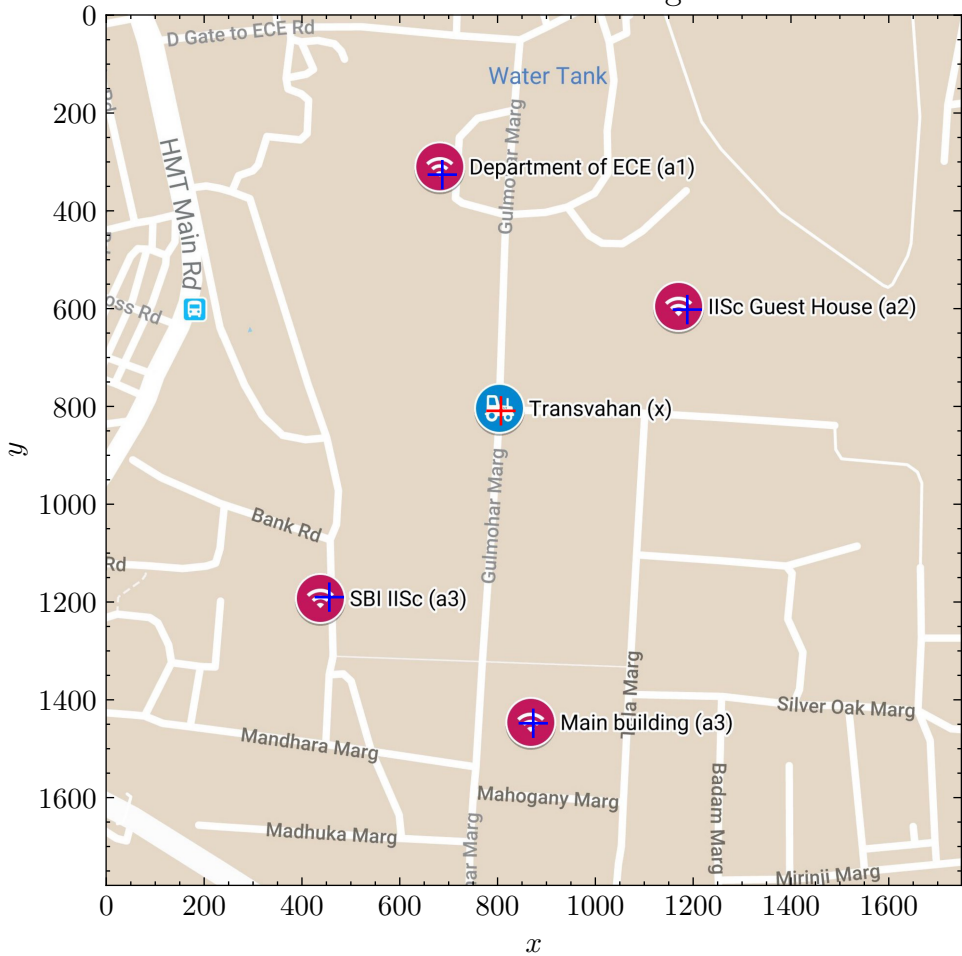 0
D Gate to ECE Rd
Water Tank
200
Gulmohar Marg
HMT Main Rd
Department of ECE (a1)
400
600
IISc Guest House (a2)
800
Transvahan (x)
y
Gulmohar Marg
1000
Bank Rd
Rd
1200
SBI IISc (a3)
1400
Silver Oak Marg
Main building (a3)
Mandhara Marg
1600
Mahogany Marg
Badam Marg
Madhuka Marg
Marg
Mirinji Marg
0 200 400 600 800 1000 1200 1400 1600
x